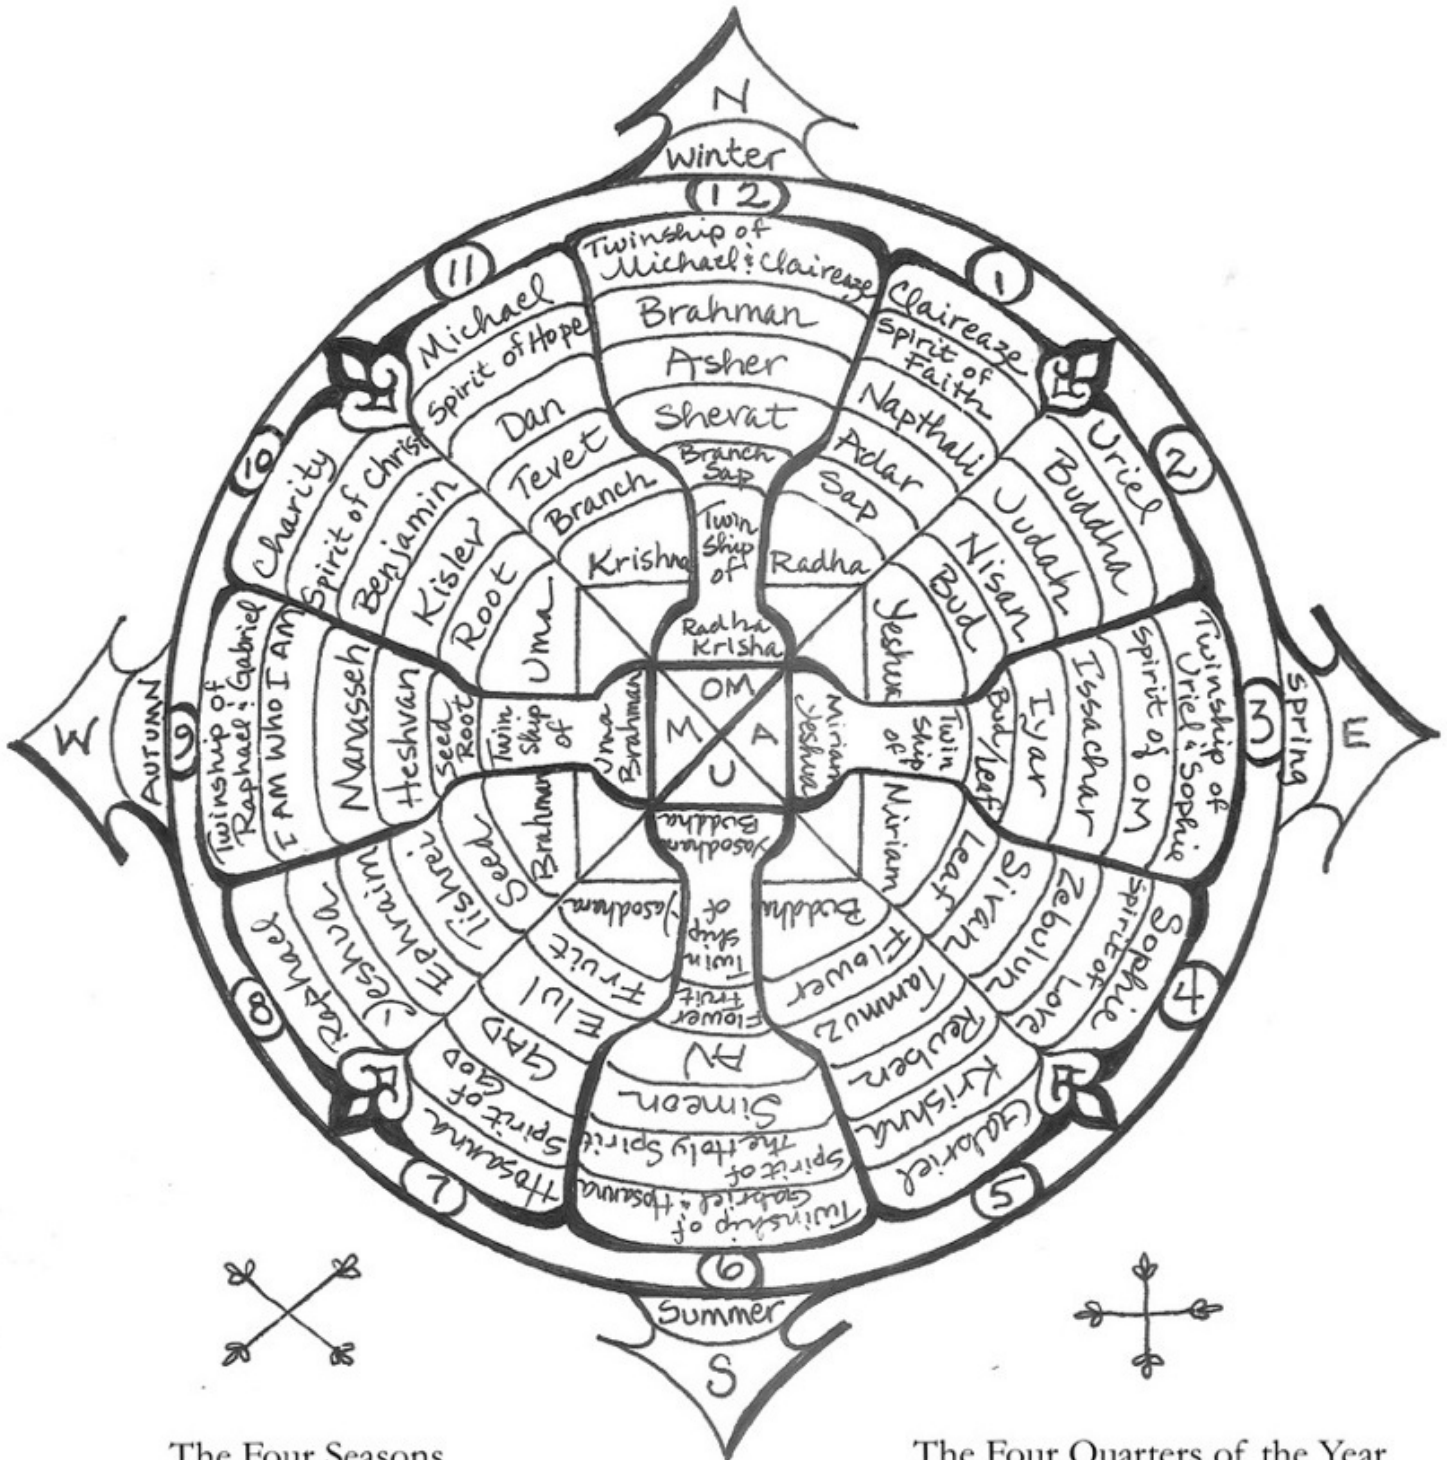 N
Winter
12
Twinship of
Michael & Claireaze
Brahman
Asher
Shevat
Branch
Sap
Twin
Ship
of
Radha
Krisha
1
Claireaze
Spirit of
Faith
Napthali
Adar
Sap
Radha
2
Uriel
Buddha
Judah
Nisan
Bud
Yeshua
E
Spring
3
Twinship of
Uriel & Sophie
Spirit of OM
Issachar
Iyar
Bud/leaf
Twin
Ship
of
Miriam
Yeshua
4
Sophie
Spirit of
Love
Zebulun
Sivan
Leaf
Miriam
5
Gabriel
Krishna
Reuben
Tammuz
Flower
Buddha
S
Summer
6
Twinship of
Gabriel & Hosanna
Spirit of
the Holy Spirit
Simeon
AV
Flower
Fruit
Twin
Ship
of
Yasodhara
Buddha
7
Hosanna
Spirit of
GOD
GAD
Elul
Fruit
Yasodhara
8
Raphael
Yeshua
Ephraim
Tishrei
Seed
Brahman
W
AUTUMN
9
Twinship of
Raphael & Gabriel
I AM WHO I AM
Manasseh
Heshvan
Seed
Root
Twin
Ship
of
Uma
Brahman
10
Charity
Spirit of Christ
Benjamin
Kislev
Root
Uma
11
Michael
Spirit of Hope
Dan
Tevet
Branch
Krishna
OM
A
U
M
The Four Seasons
The Four Quarters of the Year